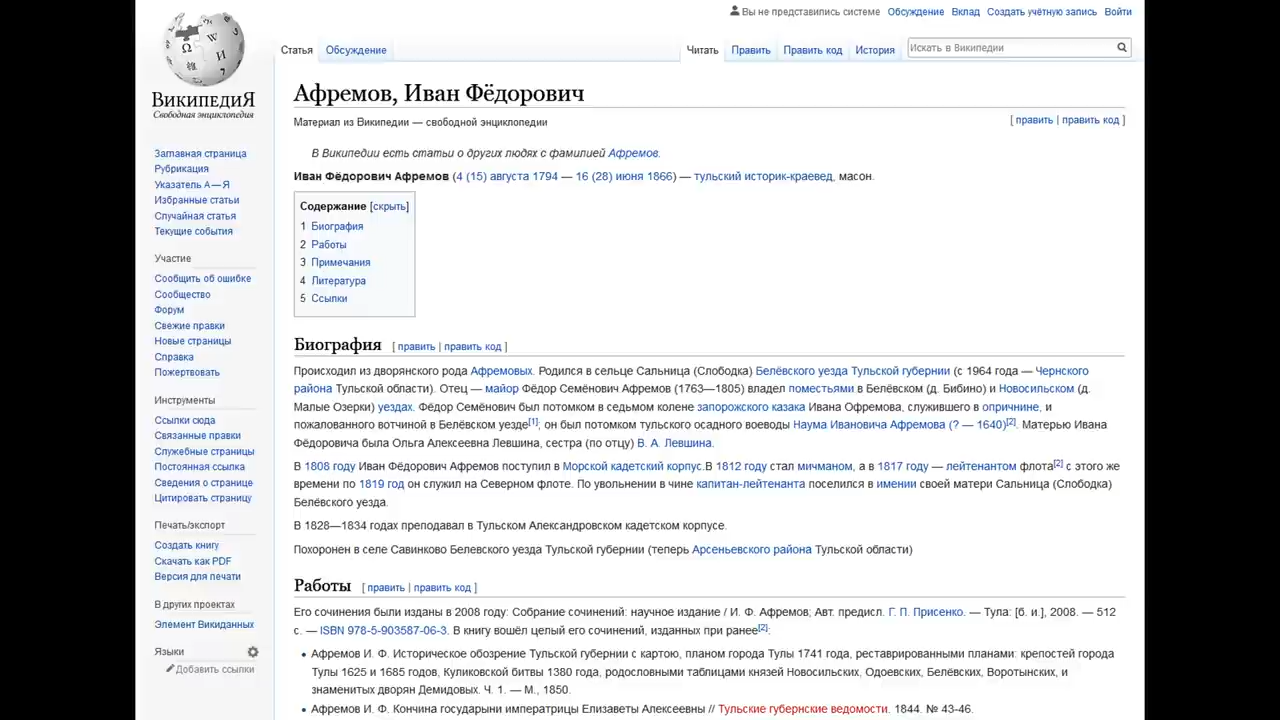 Вы не представились системе Обсуждение Вклад Создать учётную запись Войти
ВИКИПЕДИЯ
Свободная энциклопедия
Статья Обсуждение Читать Править Править код История Искать в Википедии
Афремов, Иван Фёдорович
Материал из Википедии — свободной энциклопедии [ править | править код ]
В Википедии есть статьи о других людях с фамилией Афремов.
Иван Фёдорович Афремов (4 (15) августа 1794 — 16 (28) июня 1866) — тульский историк-краевед, масон.
Содержание [скрыть]
1 Биография
2 Работы
3 Примечания
4 Литература
5 Ссылки
Заглавная страница
Рубрикация
Указатель А — Я
Избранные статьи
Случайная статья
Текущие события
Участие
Сообщить об ошибке
Сообщество
Форум
Свежие правки
Новые страницы
Справка
Пожертвовать
Инструменты
Ссылки сюда
Связанные правки
Служебные страницы
Постоянная ссылка
Сведения о странице
Цитировать страницу
Печать/экспорт
Создать книгу
Скачать как PDF
Версия для печати
В других проектах
Элемент Викиданных
Языки
Добавить ссылки
Биография [ править | править код ]
Происходил из дворянского рода Афремовых. Родился в сельце Сальница (Слободка) Белёвского уезда Тульской губернии (с 1964 года — Чернского
района Тульской области). Отец — майор Фёдор Семёнович Афремов (1763—1805) владел поместьями в Белёвском (д. Бибино) и Новосильском (д.
Малые Озерки) уездах. Фёдор Семёнович был потомком в седьмом колене запорожского казака Ивана Офремова, служившего в опричнине, и
пожалованного вотчиной в Белёвском уезде[1]; он был потомком тульского осадного воеводы Наума Ивановича Афремова (? — 1640)[2]. Матерью Ивана
Фёдоровича была Ольга Алексеевна Левшина, сестра (по отцу) В. А. Левшина.
В 1808 году Иван Фёдорович Афремов поступил в Морской кадетский корпус.В 1812 году стал мичманом, а в 1817 году — лейтенантом флота[2] с этого же
времени по 1819 год он служил на Северном флоте. По увольнении в чине капитан-лейтенанта поселился в имении своей матери Сальница (Слободка)
Белёвского уезда.
В 1828—1834 годах преподавал в Тульском Александровском кадетском корпусе.
Похоронен в селе Савинково Белевского уезда Тульской губернии (теперь Арсеньевского района Тульской области)
Работы [ править | править код ]
Его сочинения были изданы в 2008 году: Собрание сочинений: научное издание / И. Ф. Афремов; Авт. предисл. Г. П. Присенко. — Тула: [б. и.], 2008. — 512
с. — ISBN 978-5-903587-06-3. В книгу вошёл целый его сочинений, изданных при ранее[2]:
• Афремов И. Ф. Историческое обозрение Тульской губернии с картою, планом города Тулы 1741 года, реставрированными планами: крепостей города
Тулы 1625 и 1685 годов, Куликовской битвы 1380 года, родословными таблицами князей Новосильских, Одоевских, Белёвских, Воротынских, и
знаменитых дворян Демидовых. Ч. 1. — М., 1850.
• Афремов И. Ф. Кончина государыни императрицы Елизаветы Алексеевны // Тульские губернские ведомости. 1844. № 43-46.